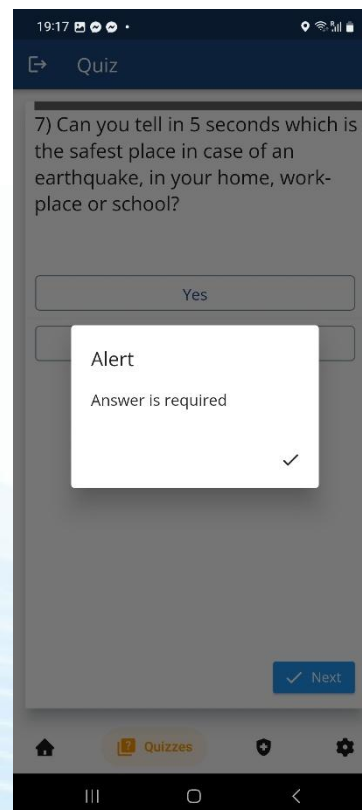 19:17
Quiz
7) Can you tell in 5 seconds which is
the safest place in case of an
earthquake, in your home, work-
place or school?
Yes
Alert
Answer is required
Next
Quizzes